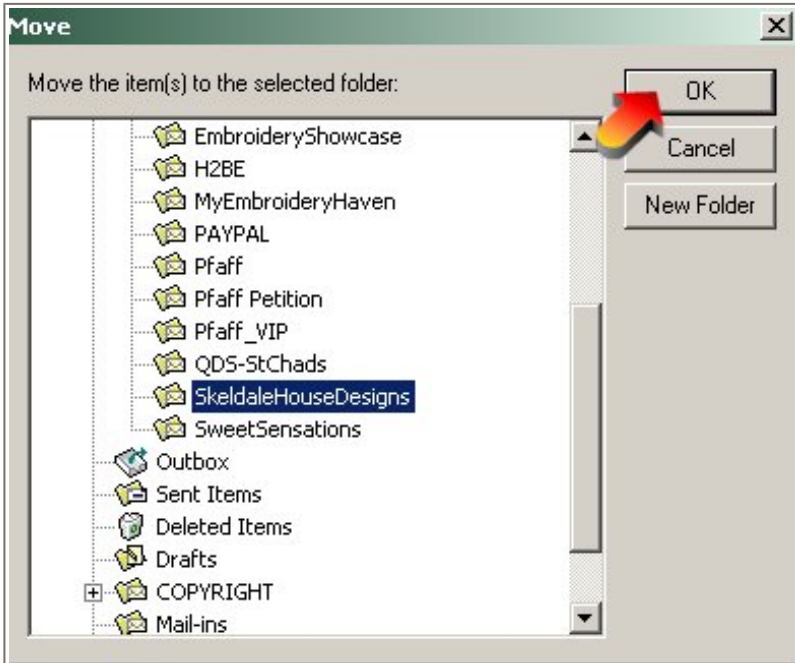 Move
Move the item(s) to the selected folder:
OK
Cancel
New Folder
EmbroideryShowcase
H2BE
MyEmbroideryHaven
PAYPAL
Pfaff
Pfaff Petition
Pfaff_VIP
QDS-StChads
SkeldaleHouseDesigns
SweetSensations
Outbox
Sent Items
Deleted Items
Drafts
COPYRIGHT
Mail-ins